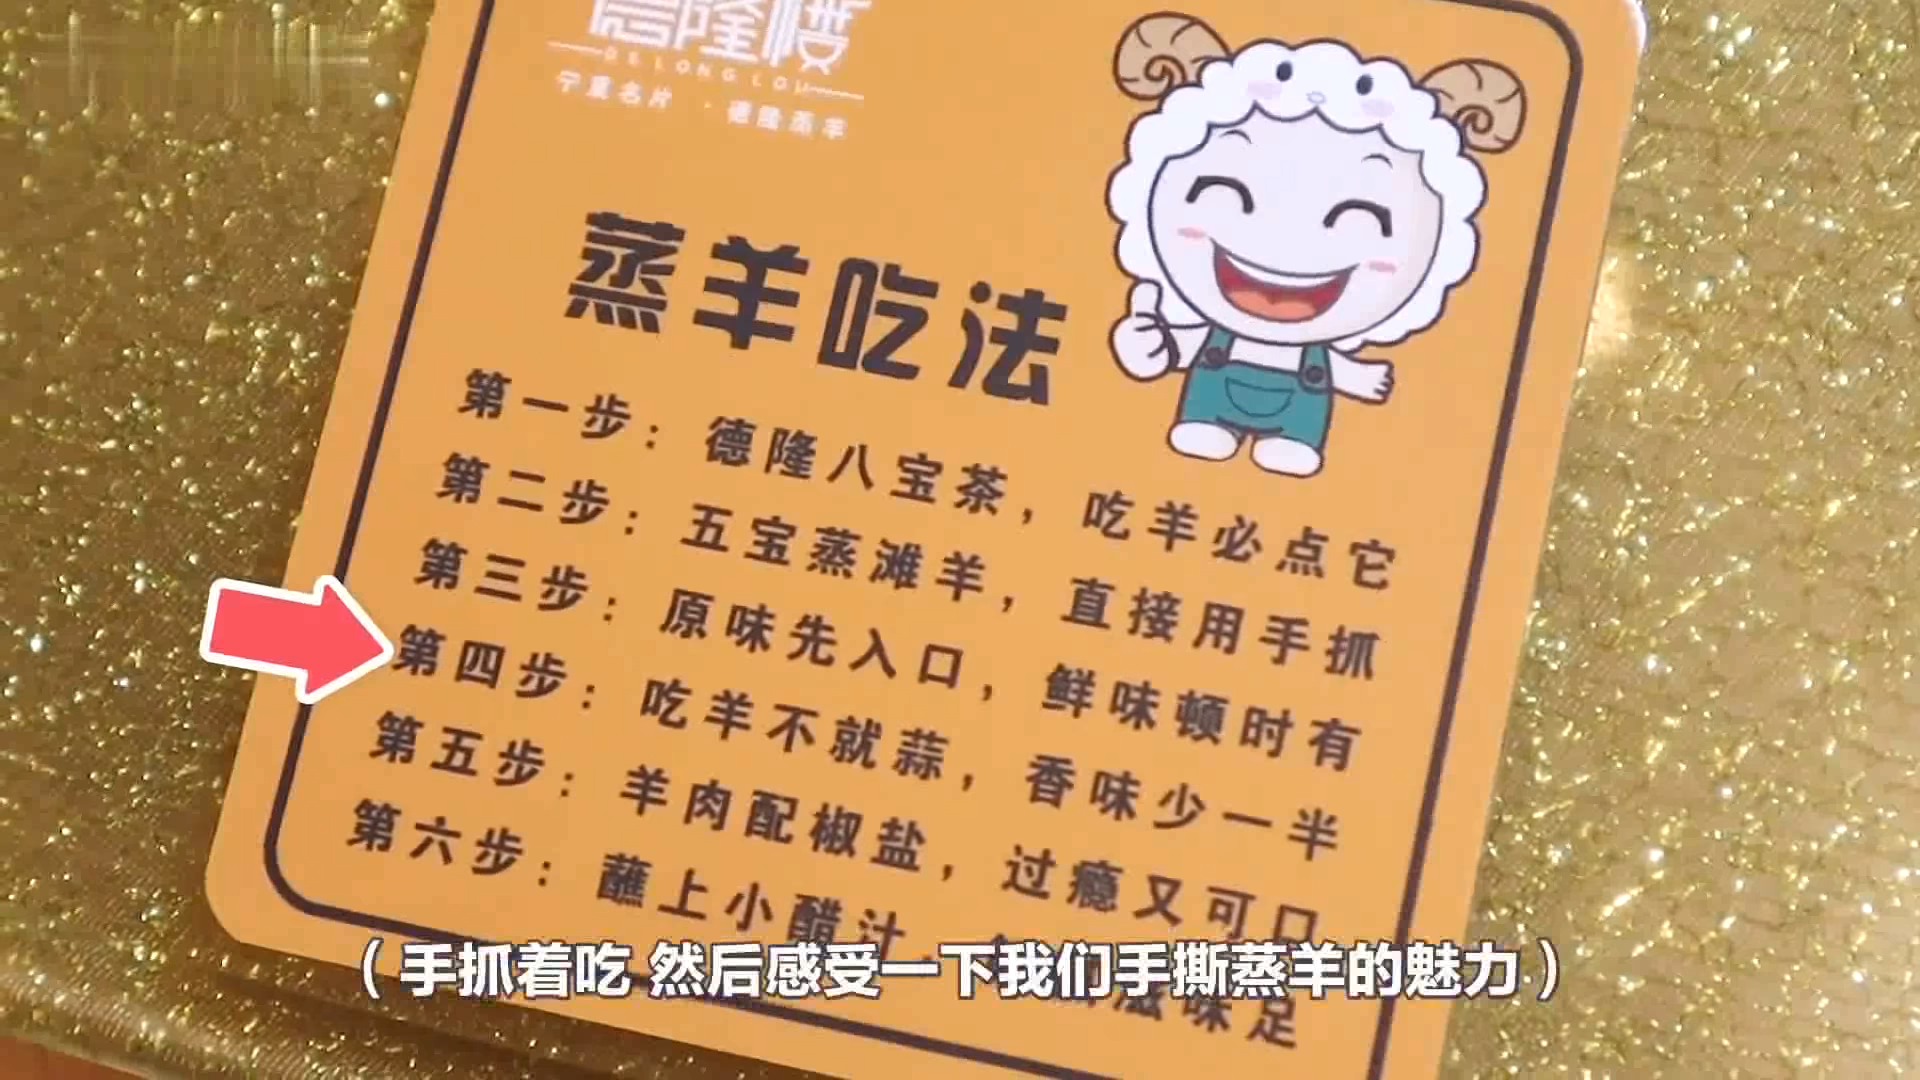 德隆楼
DELONGLOU
宁夏名片·德隆蒸羊
蒸羊吃法
第一步：德隆八宝茶，吃羊必点它
第二步：五宝蒸滩羊，直接用手抓
第三步：原味先入口，鲜味顿时有
第四步：吃羊不就蒜，香味少一半
第五步：羊肉配椒盐，过瘾又可口
第六步：蘸上小醋汁，
滋味足
（手抓着吃 然后感受一下我们手撕蒸羊的魅力）